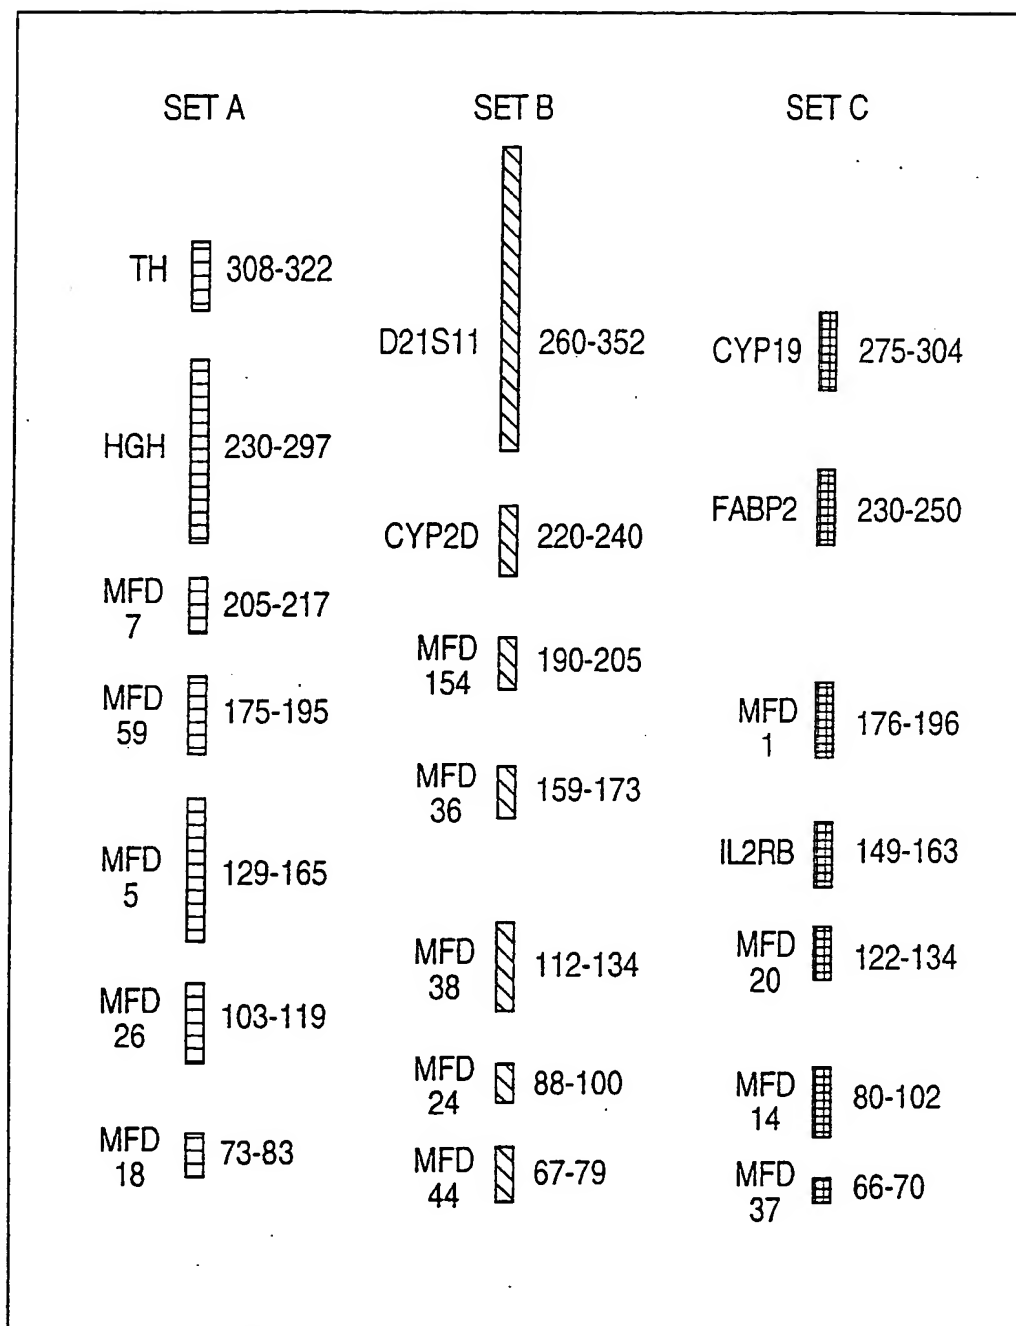 SET A
TH 308-322
HGH 230-297
MFD
7
205-217
MFD
59
175-195
MFD
5
129-165
MFD
26
103-119
MFD
18
73-83
SET B
D21S11 260-352
CYP2D 220-240
MFD
154
190-205
MFD
36
159-173
MFD
38
112-134
MFD
24
88-100
MFD
44
67-79
SET C
CYP19 275-304
FABP2 230-250
MFD
1
176-196
IL2RB 149-163
MFD
20
122-134
MFD
14
80-102
MFD
37
66-70